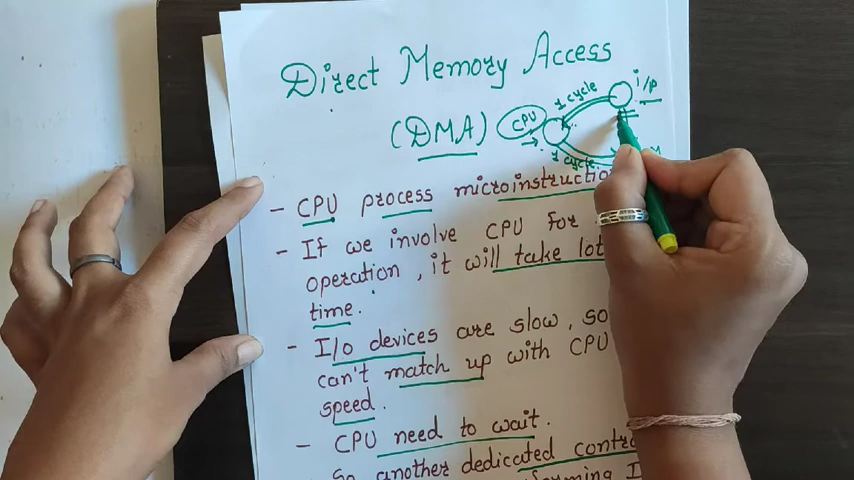 Direct Memory Access
(DMA)
CPU
1 cycle
i/p
1 cycle
- CPU process
- If we involve CPU for
operation, it will take lot
time.
- I/o devices are slow, so
can't match up with CPU
speed.
- CPU need to wait.
So another dedicated